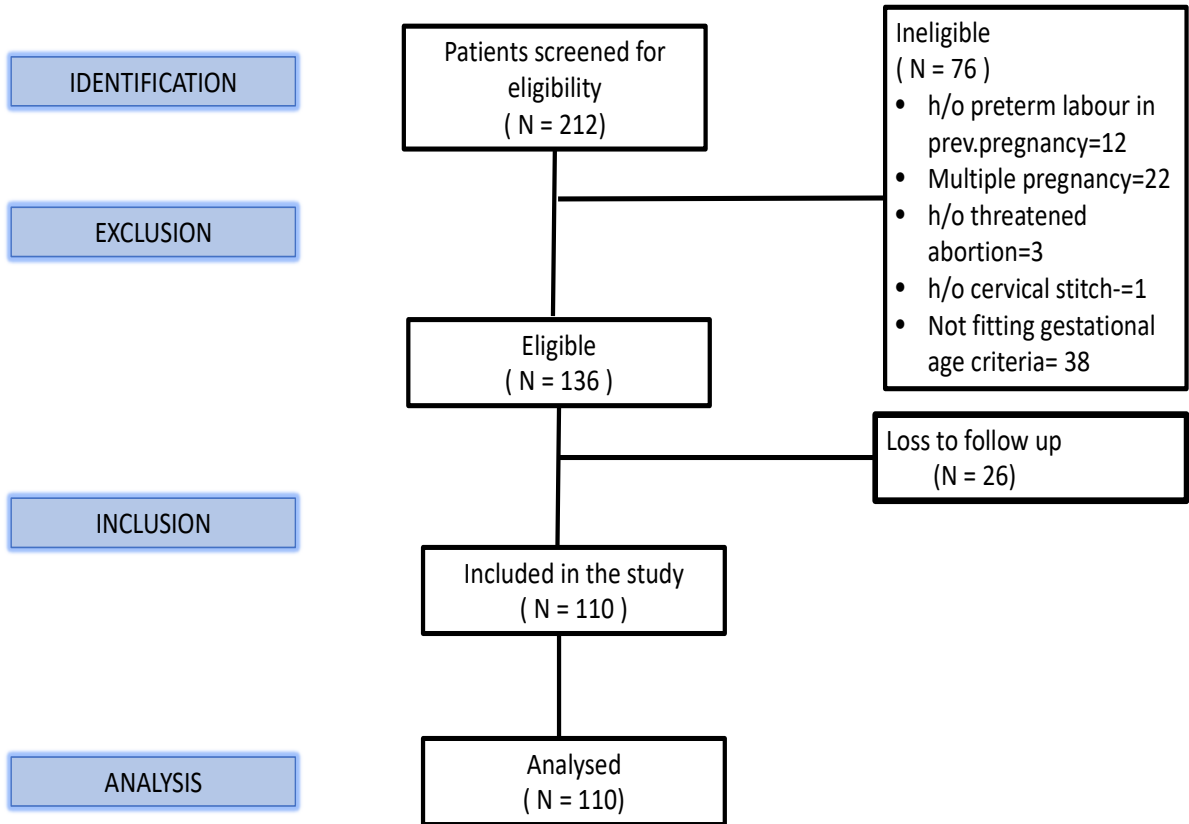 IDENTIFICATION
Patients screened for
eligibility
( N = 212)
Ineligible
( N = 76 )
• h/o preterm labour in
prev.pregnancy=12
• Multiple pregnancy=22
• h/o threatened
abortion=3
• h/o cervical stitch-=1
• Not fitting gestational
age criteria= 38
EXCLUSION
Eligible
( N = 136 )
Loss to follow up
(N = 26)
INCLUSION
Included in the study
( N = 110 )
ANALYSIS
Analysed
( N = 110)